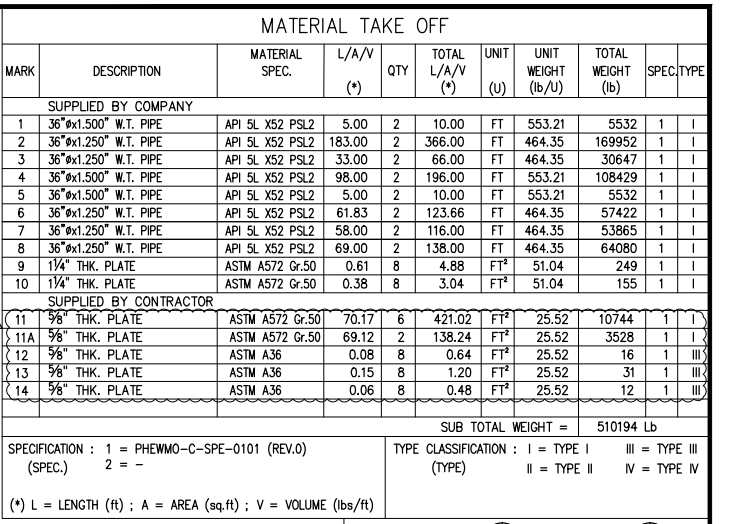 MATERIAL TAKE OFF
MARK DESCRIPTION MATERIAL SPEC. L/A/V (*) QTY TOTAL L/A/V (*) UNIT (U) UNIT WEIGHT (lb/U) TOTAL WEIGHT (lb) SPEC. TYPE
SUPPLIED BY COMPANY
1 36"øx1.500" W.T. PIPE API 5L X52 PSL2 5.00 2 10.00 FT 553.21 5532 1 I
2 36"øx1.250" W.T. PIPE API 5L X52 PSL2 183.00 2 366.00 FT 464.35 169952 1 I
3 36"øx1.250" W.T. PIPE API 5L X52 PSL2 33.00 2 66.00 FT 464.35 30647 1 I
4 36"øx1.500" W.T. PIPE API 5L X52 PSL2 98.00 2 196.00 FT 553.21 108429 1 I
5 36"øx1.500" W.T. PIPE API 5L X52 PSL2 5.00 2 10.00 FT 553.21 5532 1 I
6 36"øx1.250" W.T. PIPE API 5L X52 PSL2 61.83 2 123.66 FT 464.35 57422 1 I
7 36"øx1.250" W.T. PIPE API 5L X52 PSL2 58.00 2 116.00 FT 464.35 53865 1 I
8 36"øx1.250" W.T. PIPE API 5L X52 PSL2 69.00 2 138.00 FT 464.35 64080 1 I
9 1¼" THK. PLATE ASTM A572 Gr.50 0.61 8 4.88 FT² 51.04 249 1 I
10 1¼" THK. PLATE ASTM A572 Gr.50 0.38 8 3.04 FT² 51.04 155 1 I
SUPPLIED BY CONTRACTOR
11 ⅝" THK. PLATE ASTM A572 Gr.50 70.17 6 421.02 FT² 25.52 10744 1 I
11A ⅝" THK. PLATE ASTM A572 Gr.50 69.12 2 138.24 FT² 25.52 3528 1 I
12 ⅝" THK. PLATE ASTM A36 0.08 8 0.64 FT² 25.52 16 1 III
13 ⅝" THK. PLATE ASTM A36 0.15 8 1.20 FT² 25.52 31 1 III
14 ⅝" THK. PLATE ASTM A36 0.06 8 0.48 FT² 25.52 12 1 III
SUB TOTAL WEIGHT = 510194 Lb
SPECIFICATION : 1 = PHEWMO-C-SPE-0101 (REV.0)
(SPEC.) 2 = –
TYPE CLASSIFICATION : I = TYPE I III = TYPE III
(TYPE) II = TYPE II IV = TYPE IV
(*) L = LENGTH (ft) ; A = AREA (sq.ft) ; V = VOLUME (lbs/ft)